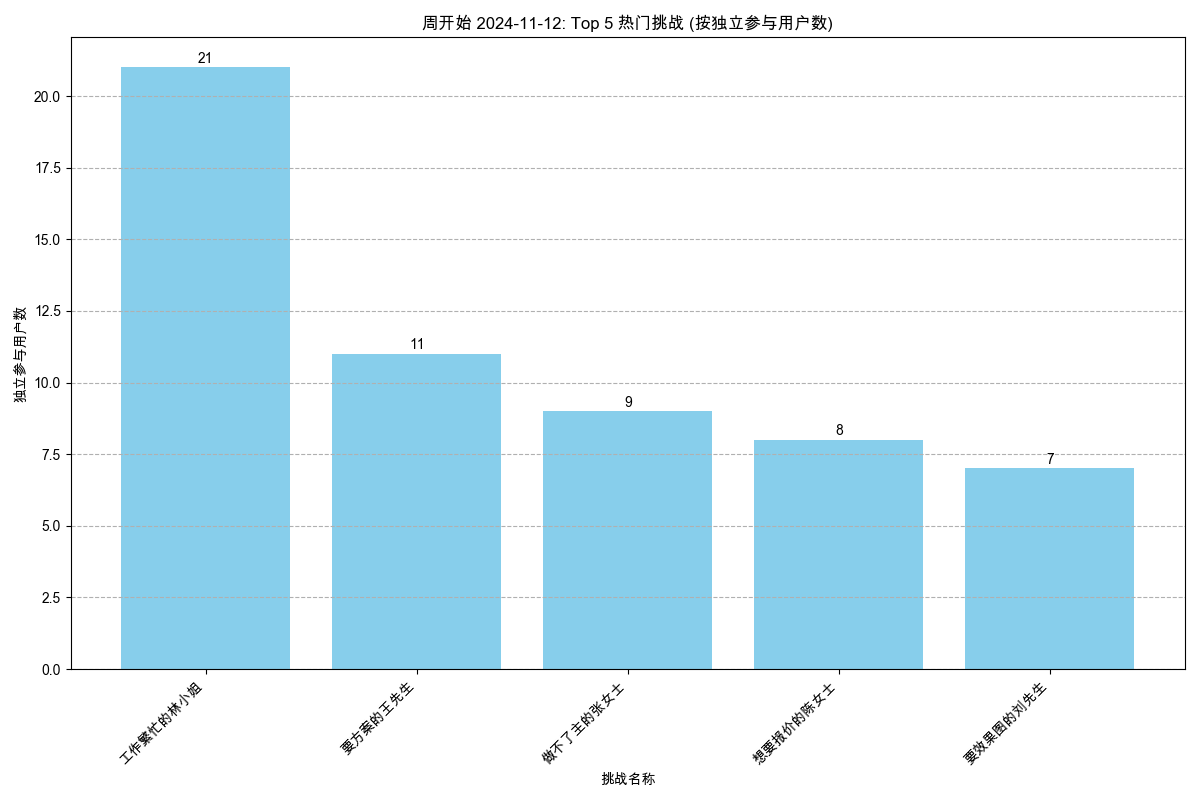 周开始 2024-11-12: Top 5 热门挑战 (按独立参与用户数)
独立参与用户数
20.0
17.5
15.0
12.5
10.0
7.5
5.0
2.5
0.0
21
11
9
8
7
工作繁忙的林小姐
要方案的王先生
做不了主的张女士
想要报价的陈女士
要效果图的刘先生
挑战名称